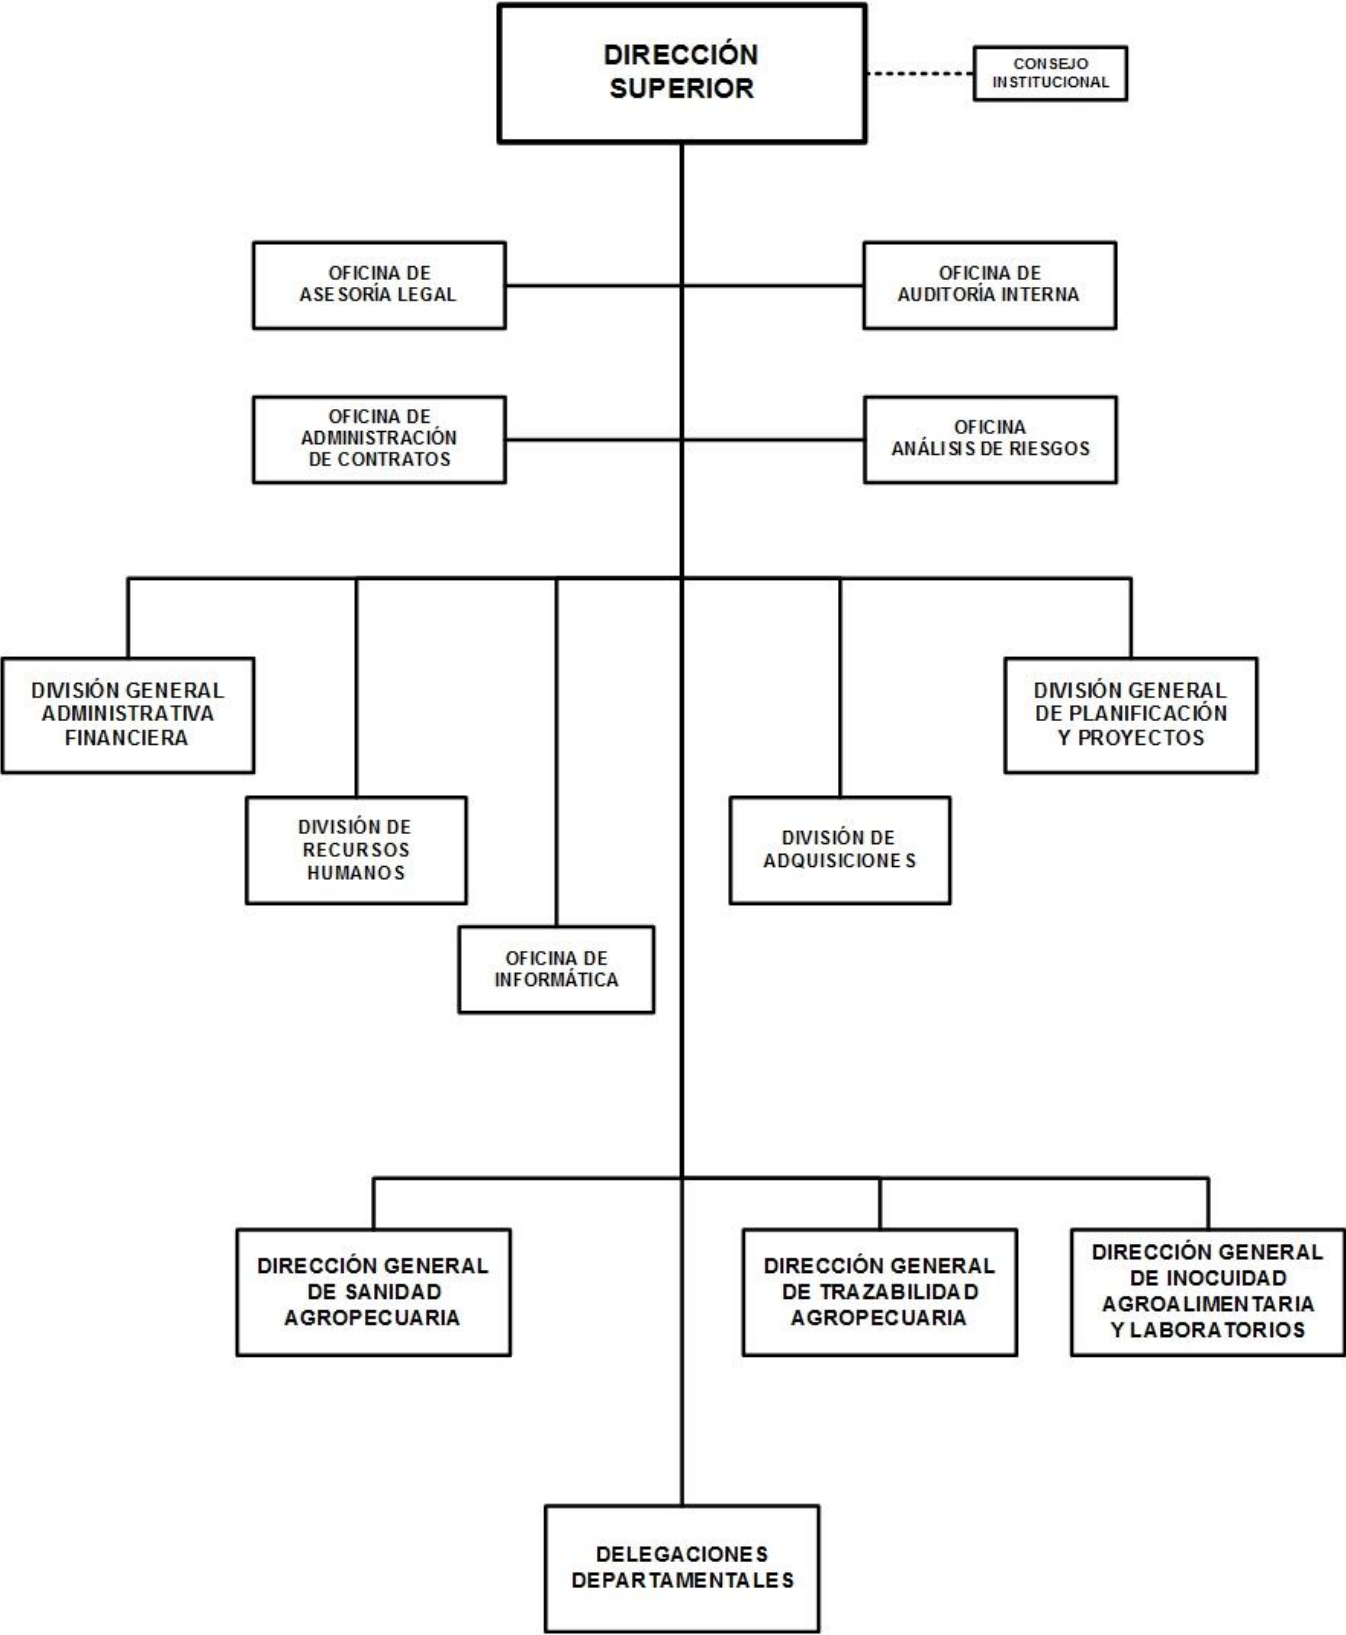 DIRECCIÓN
SUPERIOR
CONSEJO
INSTITUCIONAL
OFICINA DE
ASESORÍA LEGAL
OFICINA DE
AUDITORÍA INTERNA
OFICINA DE
ADMINISTRACIÓN
DE CONTRATOS
OFICINA
ANÁLISIS DE RIESGOS
DIVISIÓN GENERAL
ADMINISTRATIVA
FINANCIERA
DIVISIÓN GENERAL
DE PLANIFICACIÓN
Y PROYECTOS
DIVISIÓN DE
RECURSOS
HUMANOS
DIVISIÓN DE
ADQUISICIONES
OFICINA DE
INFORMÁTICA
DIRECCIÓN GENERAL
DE SANIDAD
AGROPECUARIA
DIRECCIÓN GENERAL
DE TRAZABILIDAD
AGROPECUARIA
DIRECCIÓN GENERAL
DE INOCUIDAD
AGROALIMENTARIA
Y LABORATORIOS
DELEGACIONES
DEPARTAMENTALES